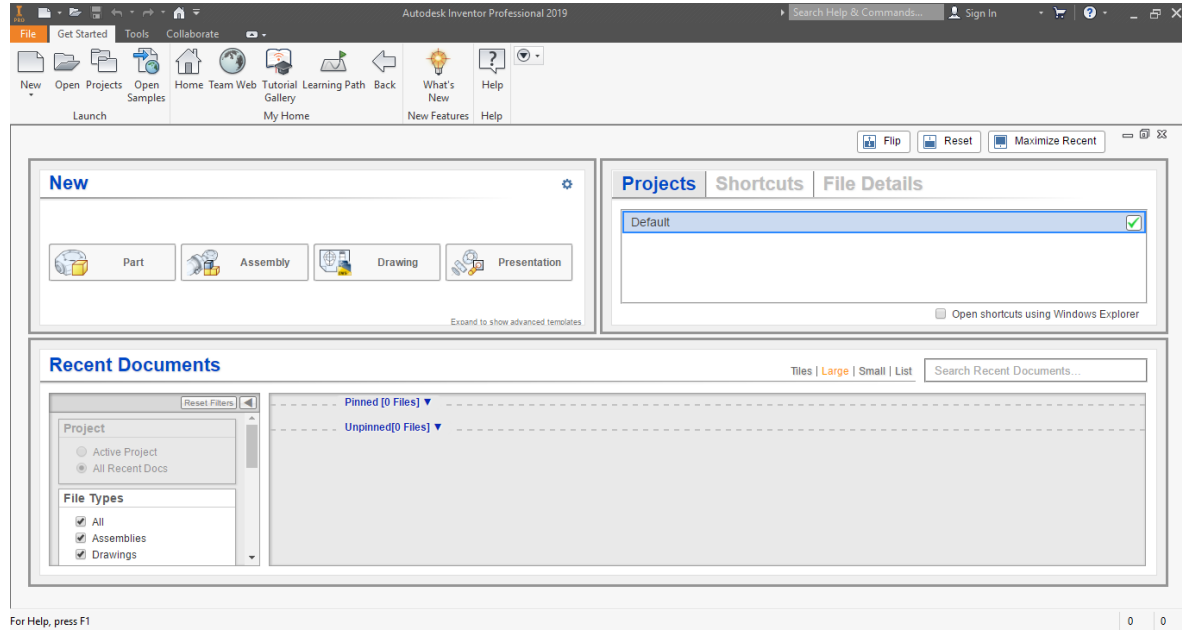 PRO
Autodesk Inventor Professional 2019
Search Help & Commands...
Sign In
File
Get Started
Tools
Collaborate
New
Open
Projects
Open Samples
Home
Team Web
Tutorial Gallery
Learning Path
Back
What's New
Help
Launch
My Home
New Features
Help
Flip
Reset
Maximize Recent
New
Part
Assembly
Drawing
Presentation
Expand to show advanced templates
Projects
Shortcuts
File Details
Default
Open shortcuts using Windows Explorer
Recent Documents
Tiles | Large | Small | List
Search Recent Documents...
Reset Filters
Project
Active Project
All Recent Docs
File Types
All
Assemblies
Drawings
Pinned [0 Files] ▼
Unpinned[0 Files] ▼
For Help, press F1
0
0